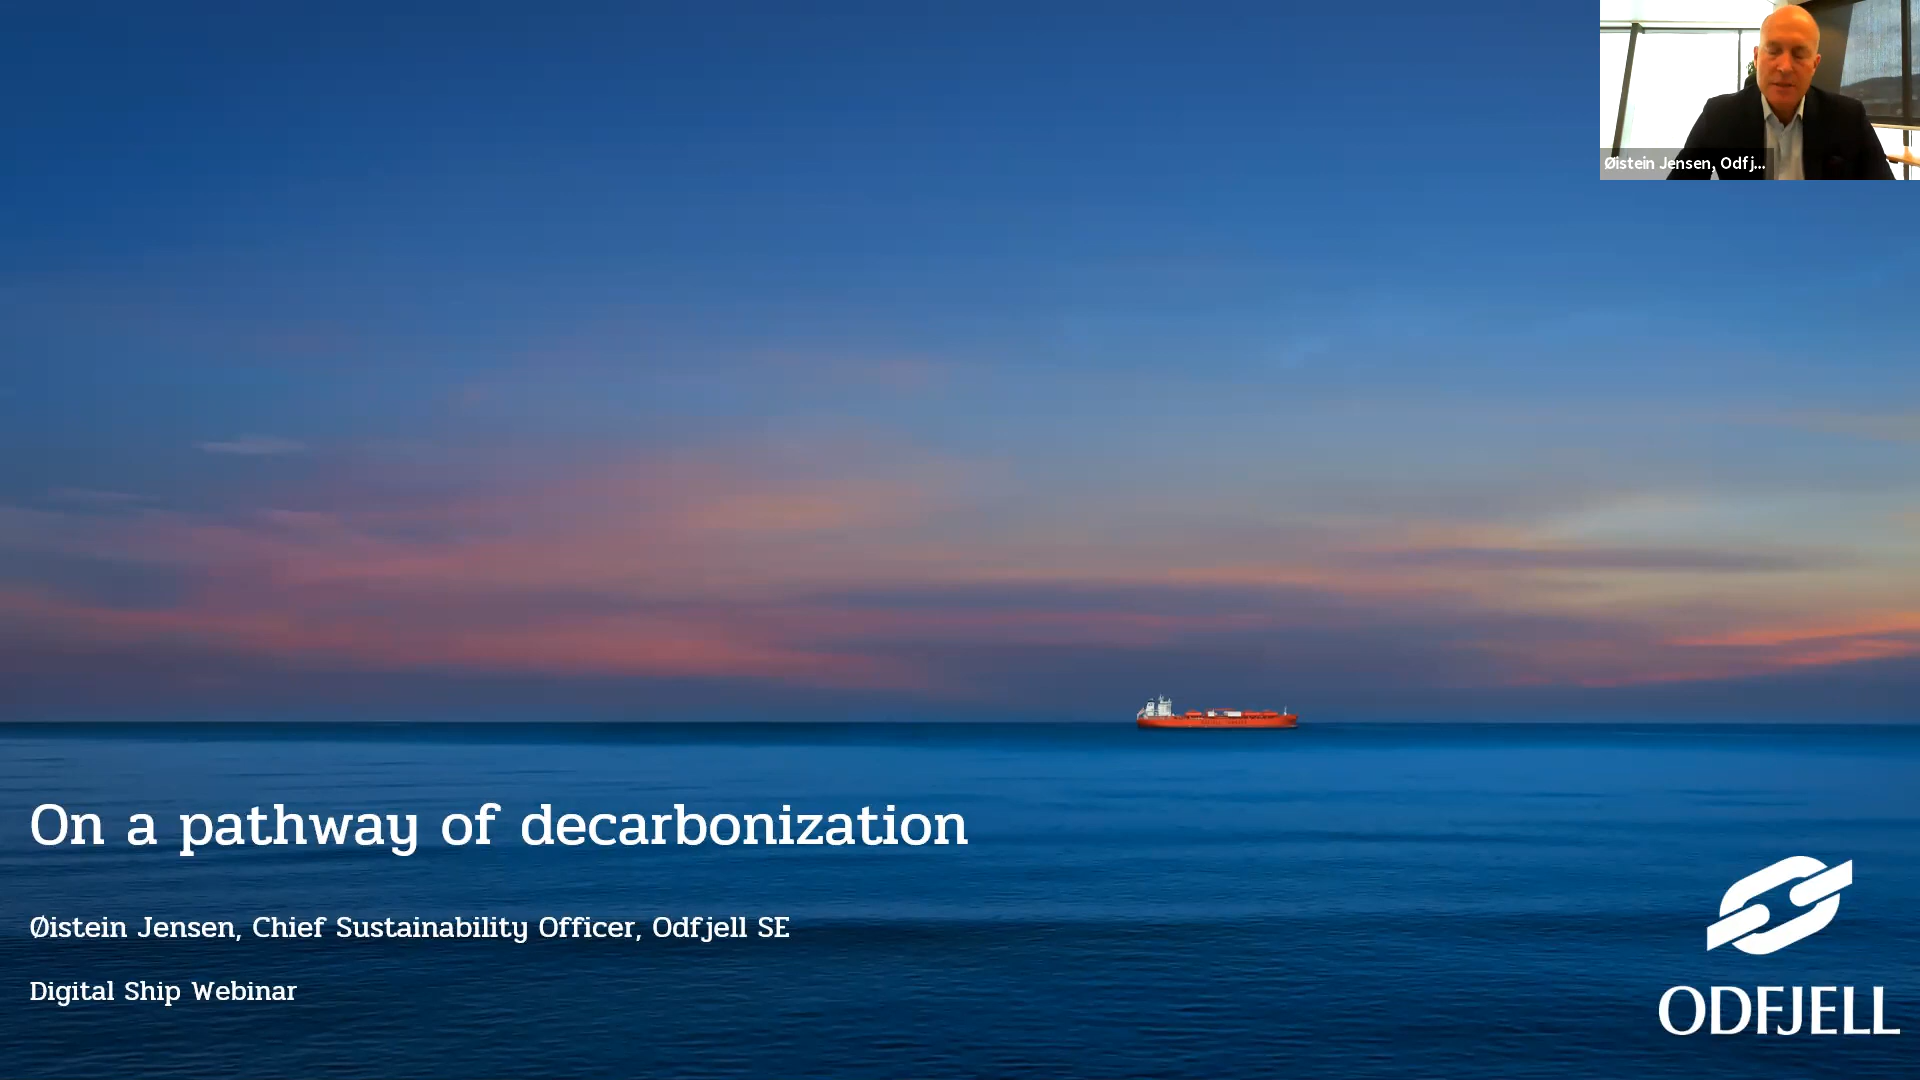 Øistein Jensen, Odfj...
On a pathway of decarbonization
Øistein Jensen, Chief Sustainability Officer, Odfjell SE
Digital Ship Webinar
ODFJELL